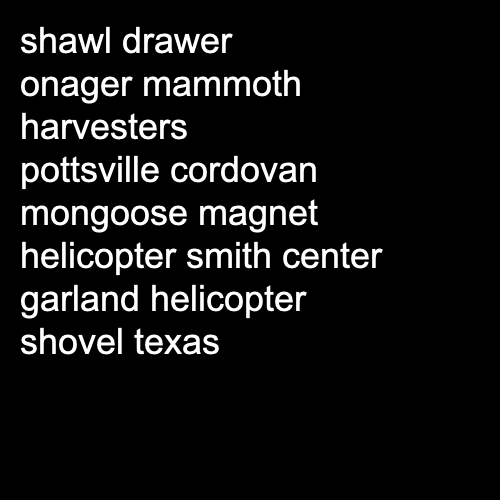 shawl drawer
onager mammoth
harvesters
pottsville cordovan
mongoose magnet
helicopter smith center
garland helicopter
shovel texas